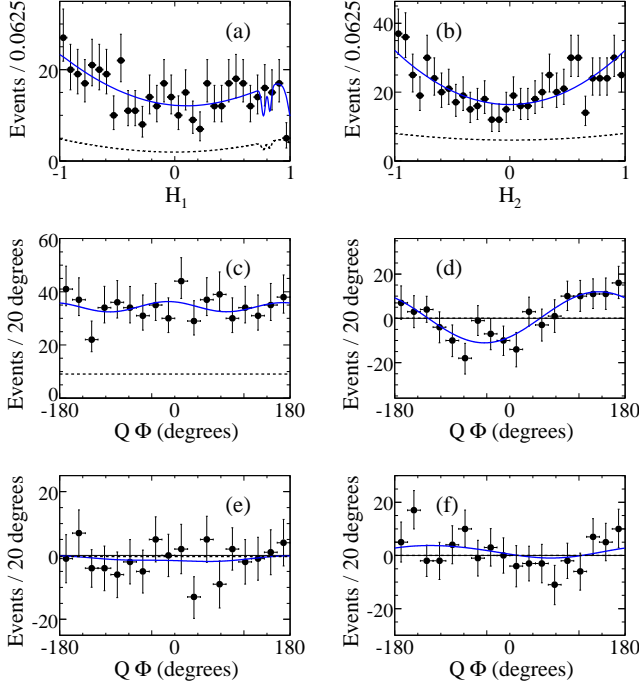 (a)
Events / 0.0625
40
20
0
-1 0 1
H1
(b)
Events / 0.0625
40
20
0
-1 0 1
H2
(c)
Events / 20 degrees
60
40
20
0
-180 0 180
Q Φ (degrees)
(d)
Events / 20 degrees
20
0
-20
-180 0 180
Q Φ (degrees)
(e)
Events / 20 degrees
20
0
-20
-180 0 180
Q Φ (degrees)
(f)
Events / 20 degrees
20
0
-20
-180 0 180
Q Φ (degrees)